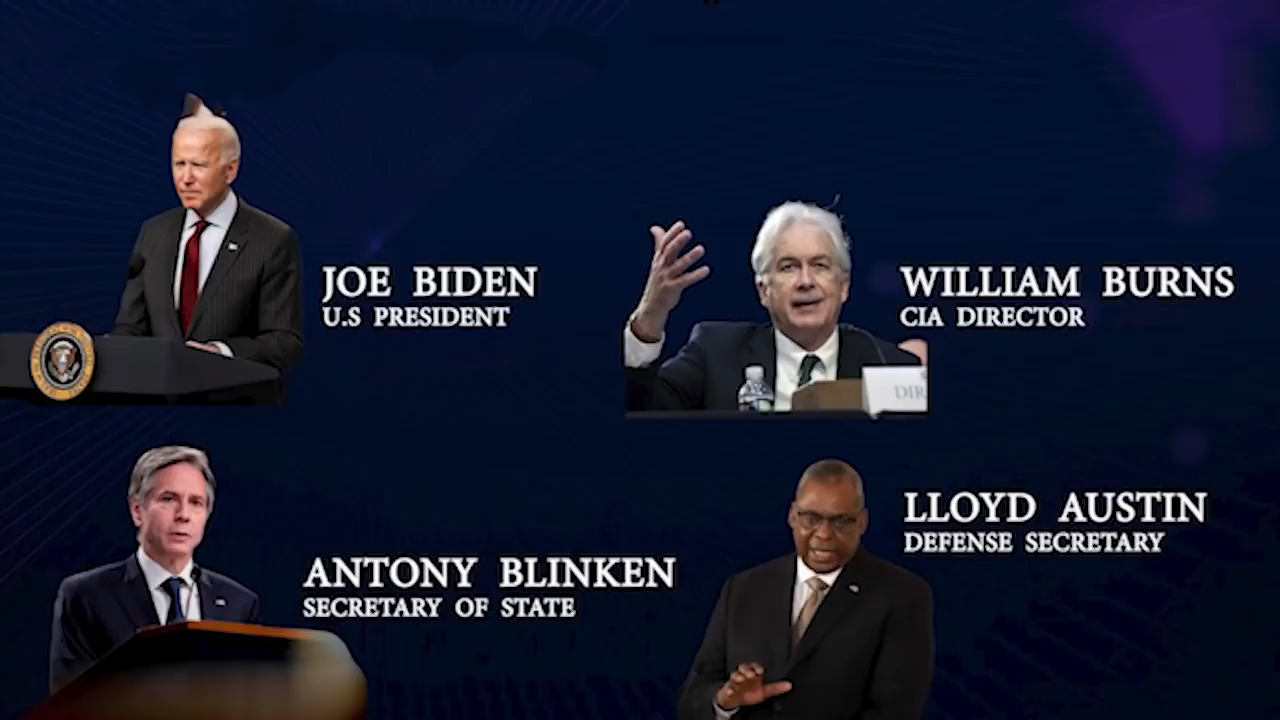 JOE BIDEN
U.S PRESIDENT
WILLIAM BURNS
CIA DIRECTOR
DIR
ANTONY BLINKEN
SECRETARY OF STATE
LLOYD AUSTIN
DEFENSE SECRETARY